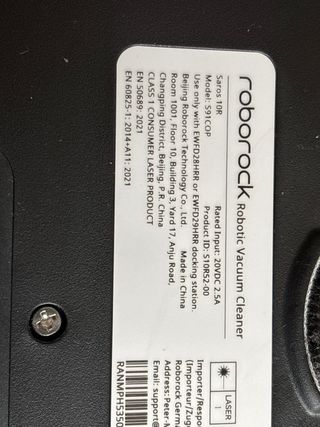 roborock Robotic Vacuum Cleaner
Saros 10R Rated Input: 20VDC 2.5A
Model: S91COP Product ID: S10R52-00
Use only with EWFD28HRR or EWFD29HRR docking station.
Beijing Roborock Technology Co., Ltd. Made in China
Room 1001, Floor 10, Building 3, Yard 17, Anju Road,
Changping District, Beijing, P.R. China
CLASS 1 CONSUMER LASER PRODUCT
EN 50689: 2021
EN 60825-1: 2014+A11: 2021
LASER
1
Importer/Respo
(Importeur/Zug
Roborock Germ
Address: Peter-M
Email: support@
RANMPH5350